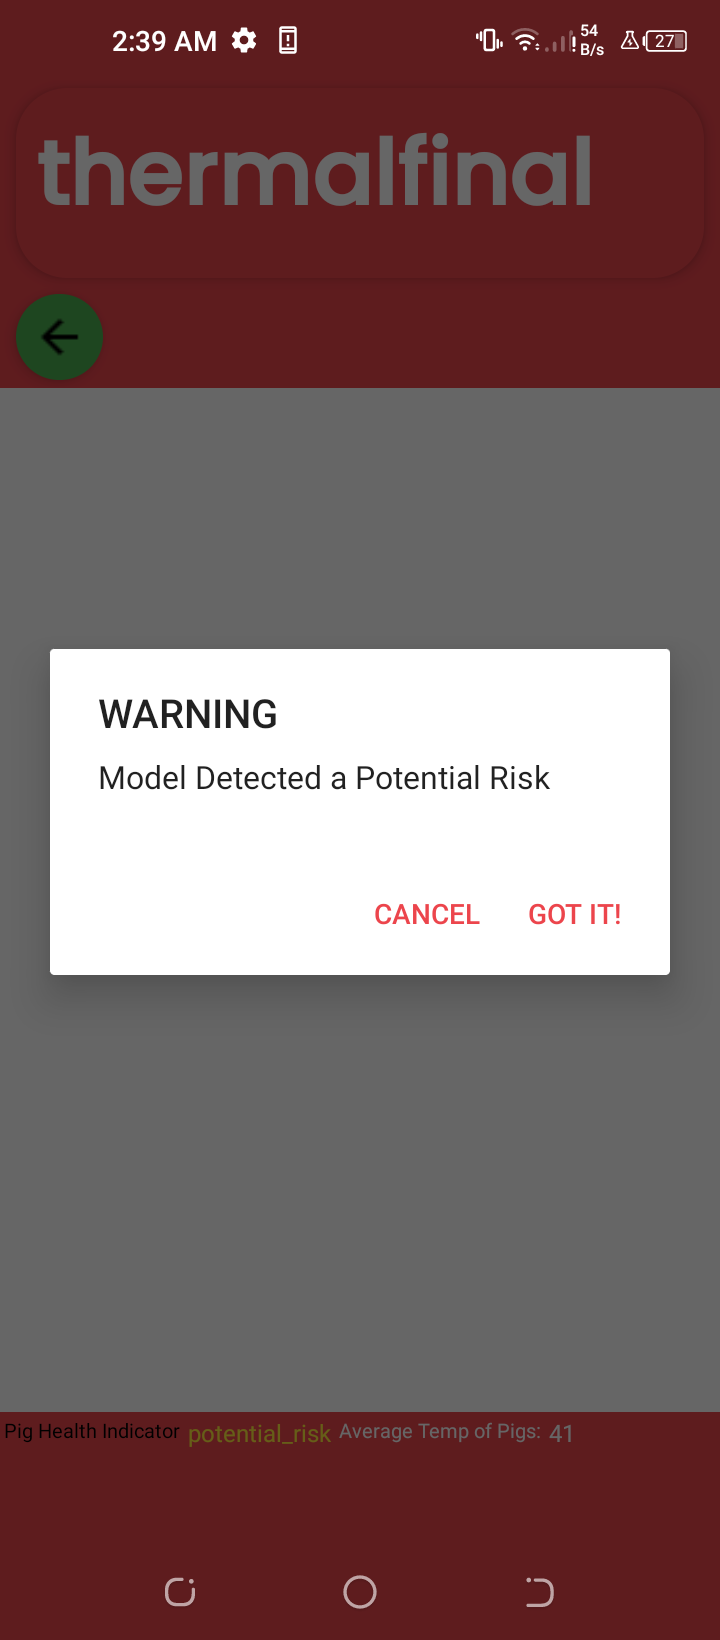 2:39 AM 54 B/s 27
thermalfinal
WARNING
Model Detected a Potential Risk
CANCEL GOT IT!
Pig Health Indicator potential_risk Average Temp of Pigs: 41